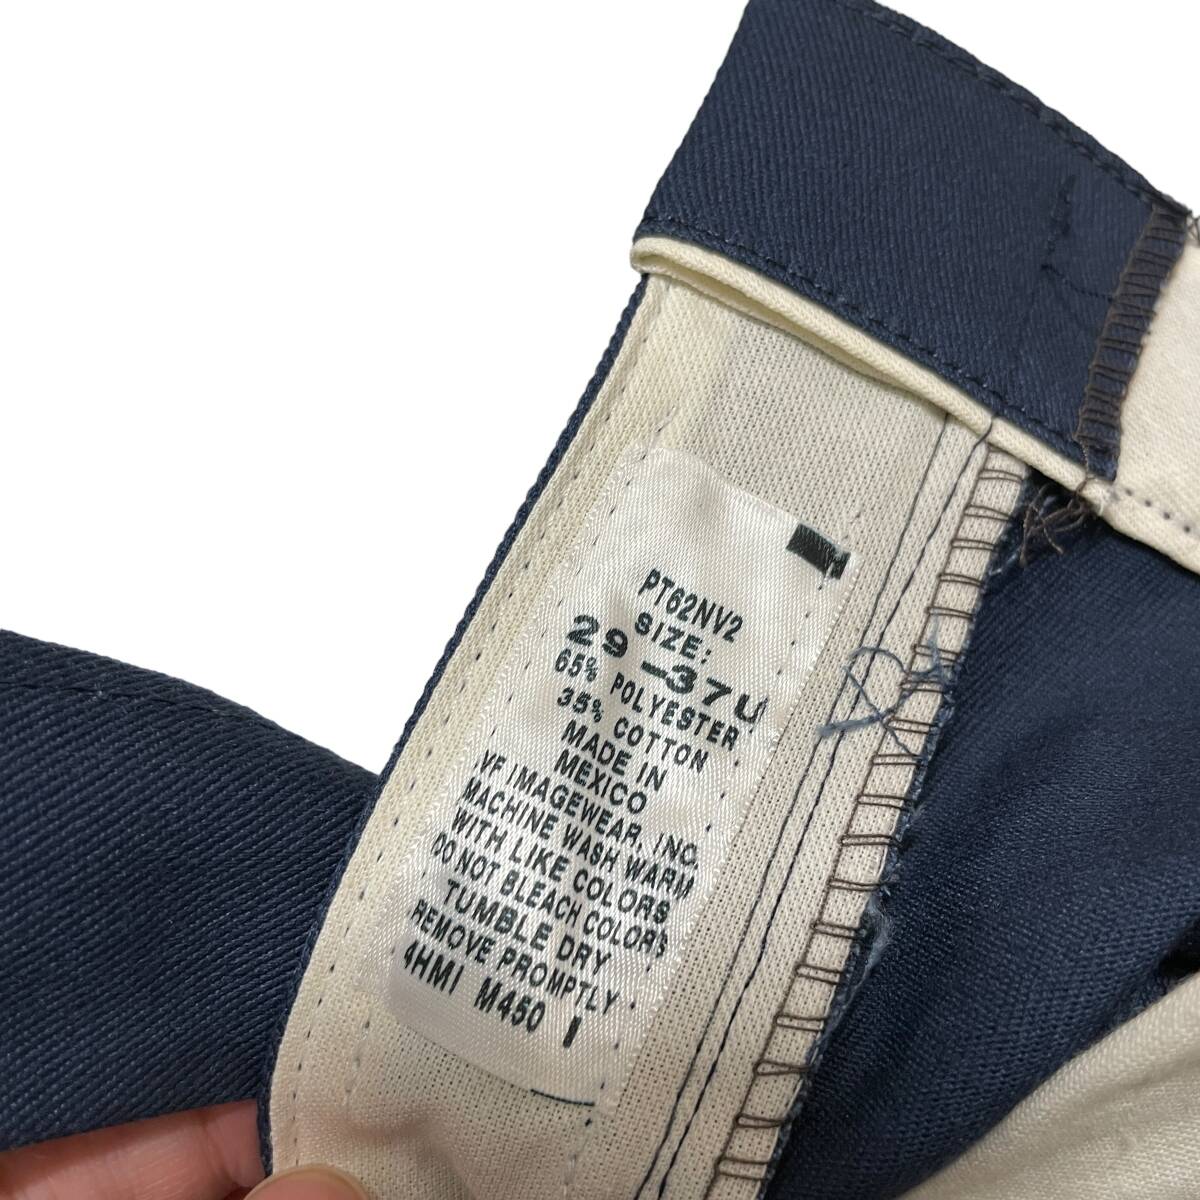 PT62NV2
SIZE:
29-37U
65% POLYESTER
35% COTTON
MADE IN
MEXICO
VF IMAGEWEAR, INC.
MACHINE WASH WARM
WITH LIKE COLORS
DO NOT BLEACH COLORS
TUMBLE DRY
REMOVE PROMPTLY
4HMI M450 I